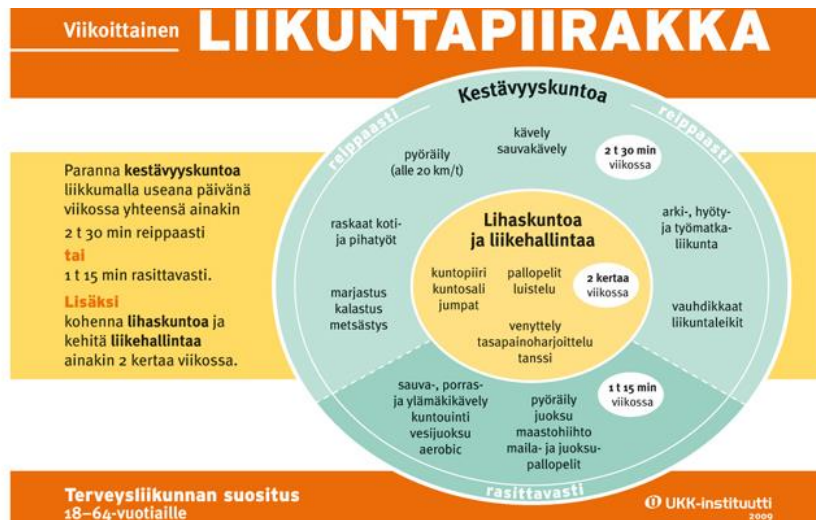 Viikoittainen LIIKUNTAPIIRAKKA
Paranna kestävyyskuntoa
liikkumalla useana päivänä
viikossa yhteensä ainakin
2 t 30 min reippaasti
tai
1 t 15 min rasittavasti.
Lisäksi
kohenna lihaskuntoa ja
kehitä liikehallintaa
ainakin 2 kertaa viikossa.
Kestävyyskuntoa
reippaasti
reippaasti
kävely
sauvakävely
2 t 30 min
viikossa
pyöräily
(alle 20 km/t)
raskaat koti-
ja pihatyöt
marjastus
kalastus
metsästys
arki-, hyöty-
ja työmatka-
liikunta
vauhdikkaat
liikuntaleikit
Lihaskuntoa
ja liikehallintaa
kuntopiiri
kuntosali
jumpat
pallopelit
luistelu
2 kertaa
viikossa
venyttely
tasapainoharjoittelu
tanssi
sauva-, porras-
ja ylämäkikävely
kuntouinti
vesijuoksu
aerobic
pyöräily
juoksu
maastohiihto
maila- ja juoksu-
pallopelit
1 t 15 min
viikossa
rasittavasti
Terveysliikunnan suositus
18–64-vuotiaille
UKK-instituutti
2009